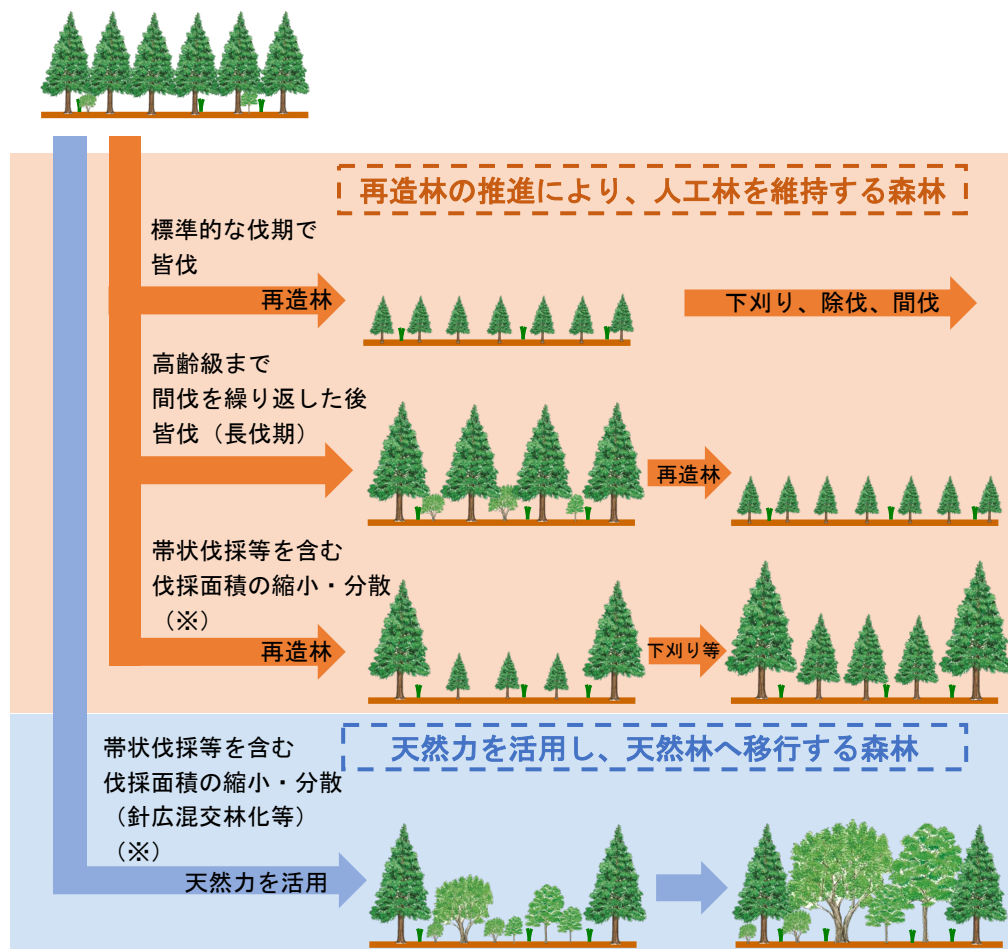 再造林の推進により、人工林を維持する森林
標準的な伐期で
皆伐
再造林
下刈り、除伐、間伐
高齢級まで
間伐を繰り返した後
皆伐（長伐期）
再造林
帯状伐採等を含む
伐採面積の縮小・分散
（※）
再造林
下刈り等
天然力を活用し、天然林へ移行する森林
帯状伐採等を含む
伐採面積の縮小・分散
（針広混交林化等）
（※）
天然力を活用